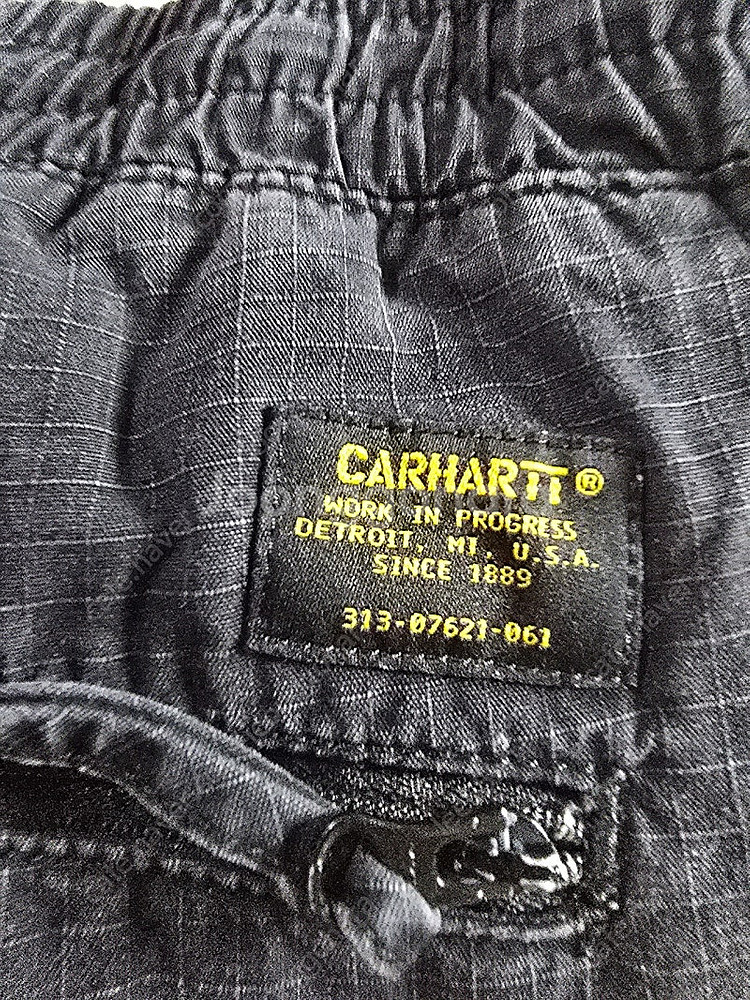 CARHARTT®
WORK IN PROGRESS
DETROIT, MI. U.S.A.
SINCE 1889
313-07621-061